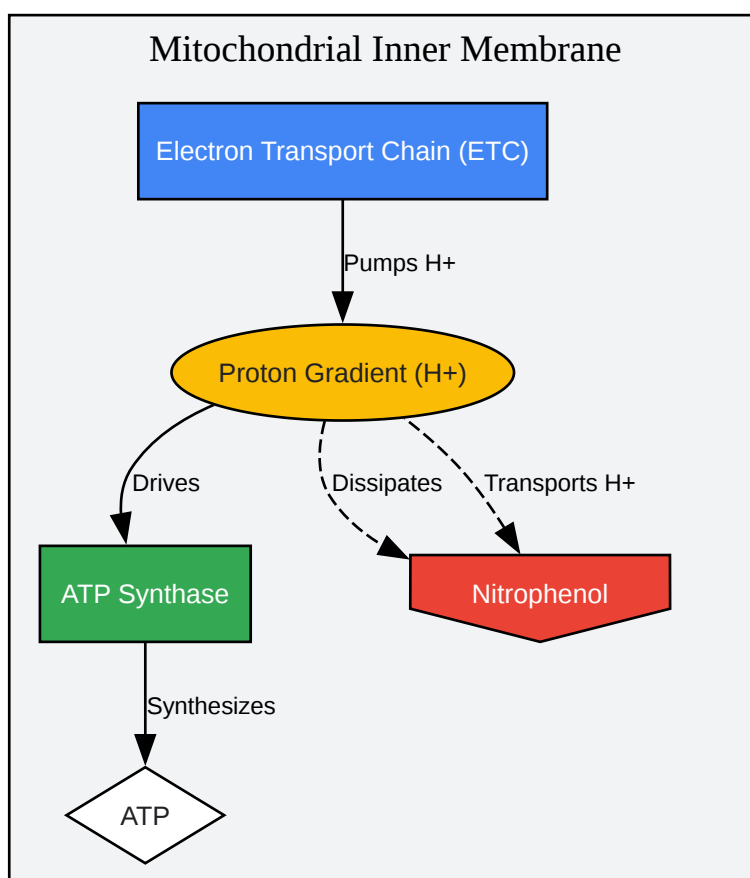 Mitochondrial Inner Membrane
Electron Transport Chain (ETC)
Pumps H+
Proton Gradient (H+)
Drives
Dissipates
Transports H+
ATP Synthase
Nitrophenol
Synthesizes
ATP